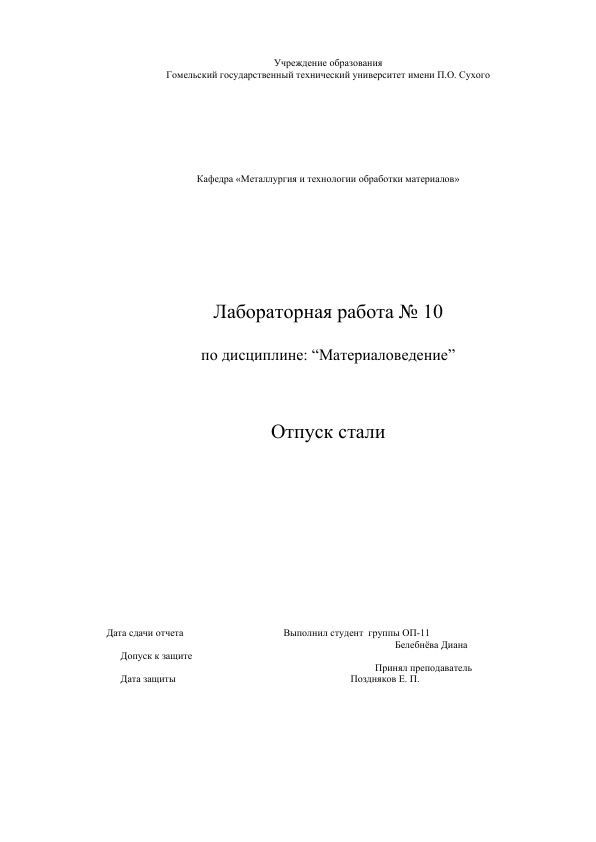 Учреждение образования
Гомельский государственный технический университет имени П.О. Сухого
Кафедра «Металлургия и технологии обработки материалов»
Лабораторная работа № 10
по дисциплине: “Материаловедение”
Отпуск стали
Дата сдачи отчета Выполнил студент группы ОП-11
Белебнёва Диана
Допуск к защите
Принял преподаватель
Дата защиты Поздняков Е. П.